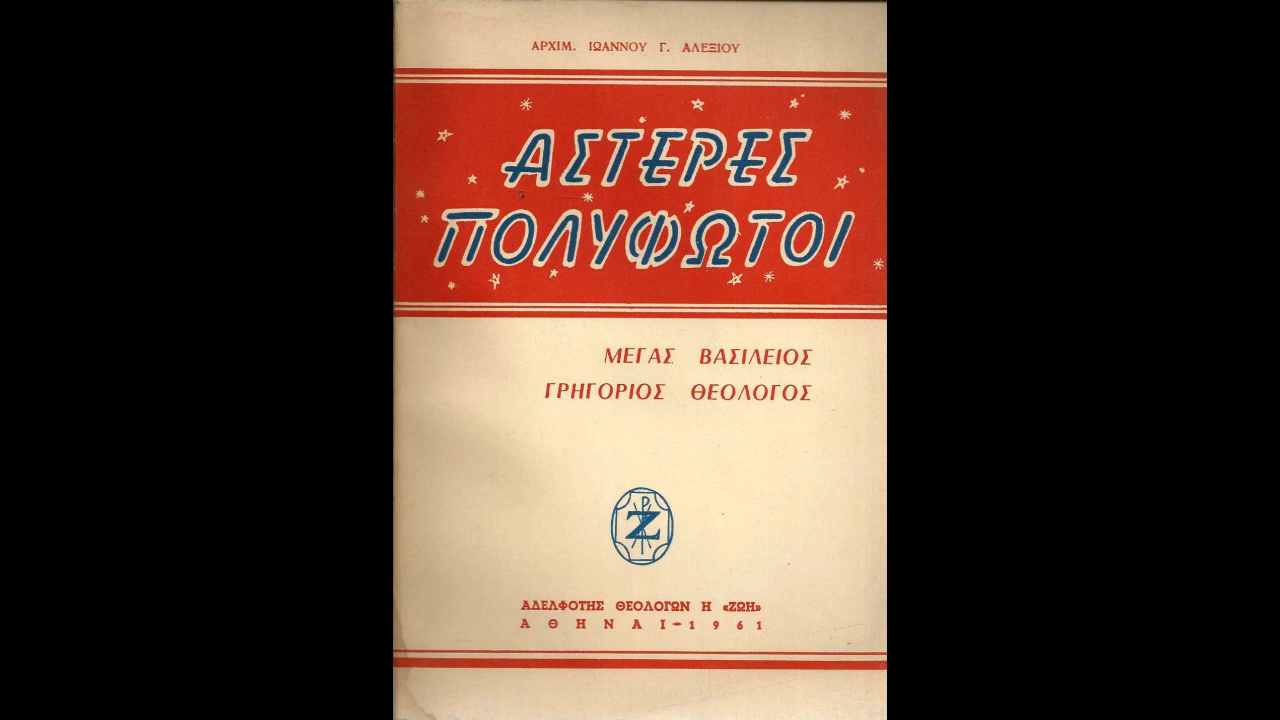 ΑΡΧΙΜ. ΙΩΑΝΝΟΥ Γ. ΑΛΕΞΙΟΥ
ΑΣΤΕΡΕΣ
ΠΟΛΥΦΩΤΟΙ
ΜΕΓΑΣ ΒΑΣΙΛΕΙΟΣ
ΓΡΗΓΟΡΙΟΣ ΘΕΟΛΟΓΟΣ
Ζ
ΑΔΕΛΦΟΤΗΣ ΘΕΟΛΟΓΩΝ Η «ΖΩΗ»
ΑΘΗΝΑΙ-1961